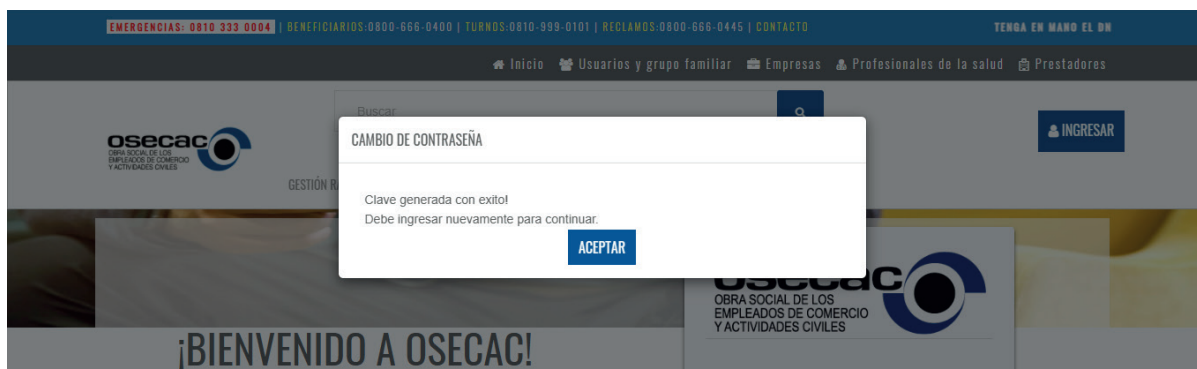 EMERGENCIAS: 0810 333 0004 | BENEFICIARIOS:0800-666-0400 | TURNOS:0810-999-0101 | RECLAMOS:0800-666-0445 | CONTACTO
TENGA EN MANO EL DN
Inicio Usuarios y grupo familiar Empresas Profesionales de la salud Prestadores
Buscar
CAMBIO DE CONTRASEÑA
INGRESAR
osecac
OBRA SOCIAL DE LOS
EMPLEADOS DE COMERCIO
Y ACTIVIDADES CIVILES
GESTIÓN
Clave generada con exito!
Debe ingresar nuevamente para continuar.
ACEPTAR
osecac
OBRA SOCIAL DE LOS
EMPLEADOS DE COMERCIO
Y ACTIVIDADES CIVILES
¡BIENVENIDO A OSECAC!